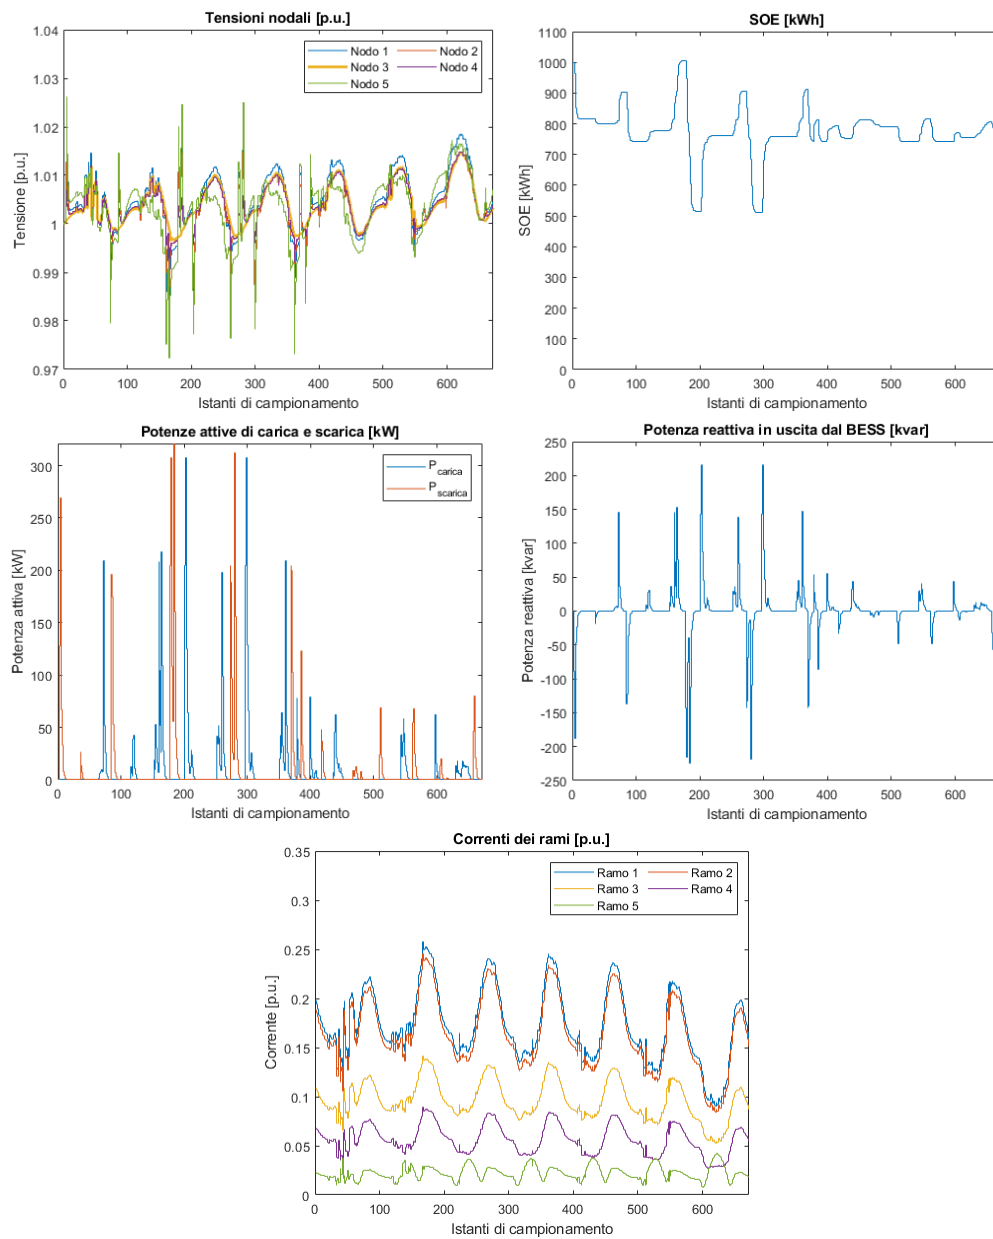 Tensioni nodali [p.u.]
Tensione [p.u.]
1.04
1.03
1.02
1.01
1
0.99
0.98
0.97
0 100 200 300 400 500 600
Istanti di campionamento
Nodo 1 Nodo 2
Nodo 3 Nodo 4
Nodo 5
SOE [kWh]
SOE [kWh]
1100
1000
900
800
700
600
500
400
300
200
100
0
0 100 200 300 400 500 600
Istanti di campionamento
Potenze attive di carica e scarica [kW]
Potenza attiva [kW]
300
250
200
150
100
50
0
0 100 200 300 400 500 600
Istanti di campionamento
P_carica
P_scarica
Potenza reattiva in uscita dal BESS [kvar]
Potenza reattiva [kvar]
250
200
150
100
50
0
-50
-100
-150
-200
-250
0 100 200 300 400 500 600
Istanti di campionamento
Correnti dei rami [p.u.]
Corrente [p.u.]
0.35
0.3
0.25
0.2
0.15
0.1
0.05
0
0 100 200 300 400 500 600
Istanti di campionamento
Ramo 1 Ramo 2
Ramo 3 Ramo 4
Ramo 5